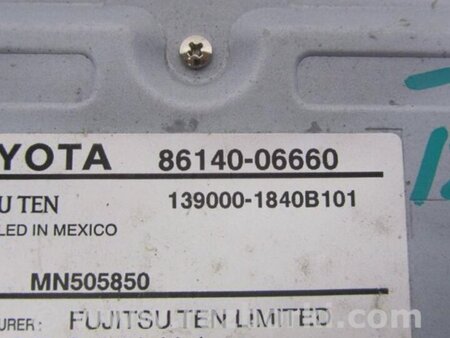 YOTA 86140-06660
U TEN 139000-1840B101
LED IN MEXICO
MN505850
URER : FUJITSU TEN LIMITED